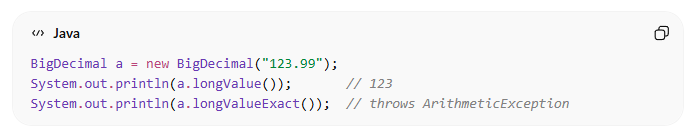 Java
BigDecimal a = new BigDecimal("123.99");
System.out.println(a.longValue());       // 123
System.out.println(a.longValueExact());  // throws ArithmeticException